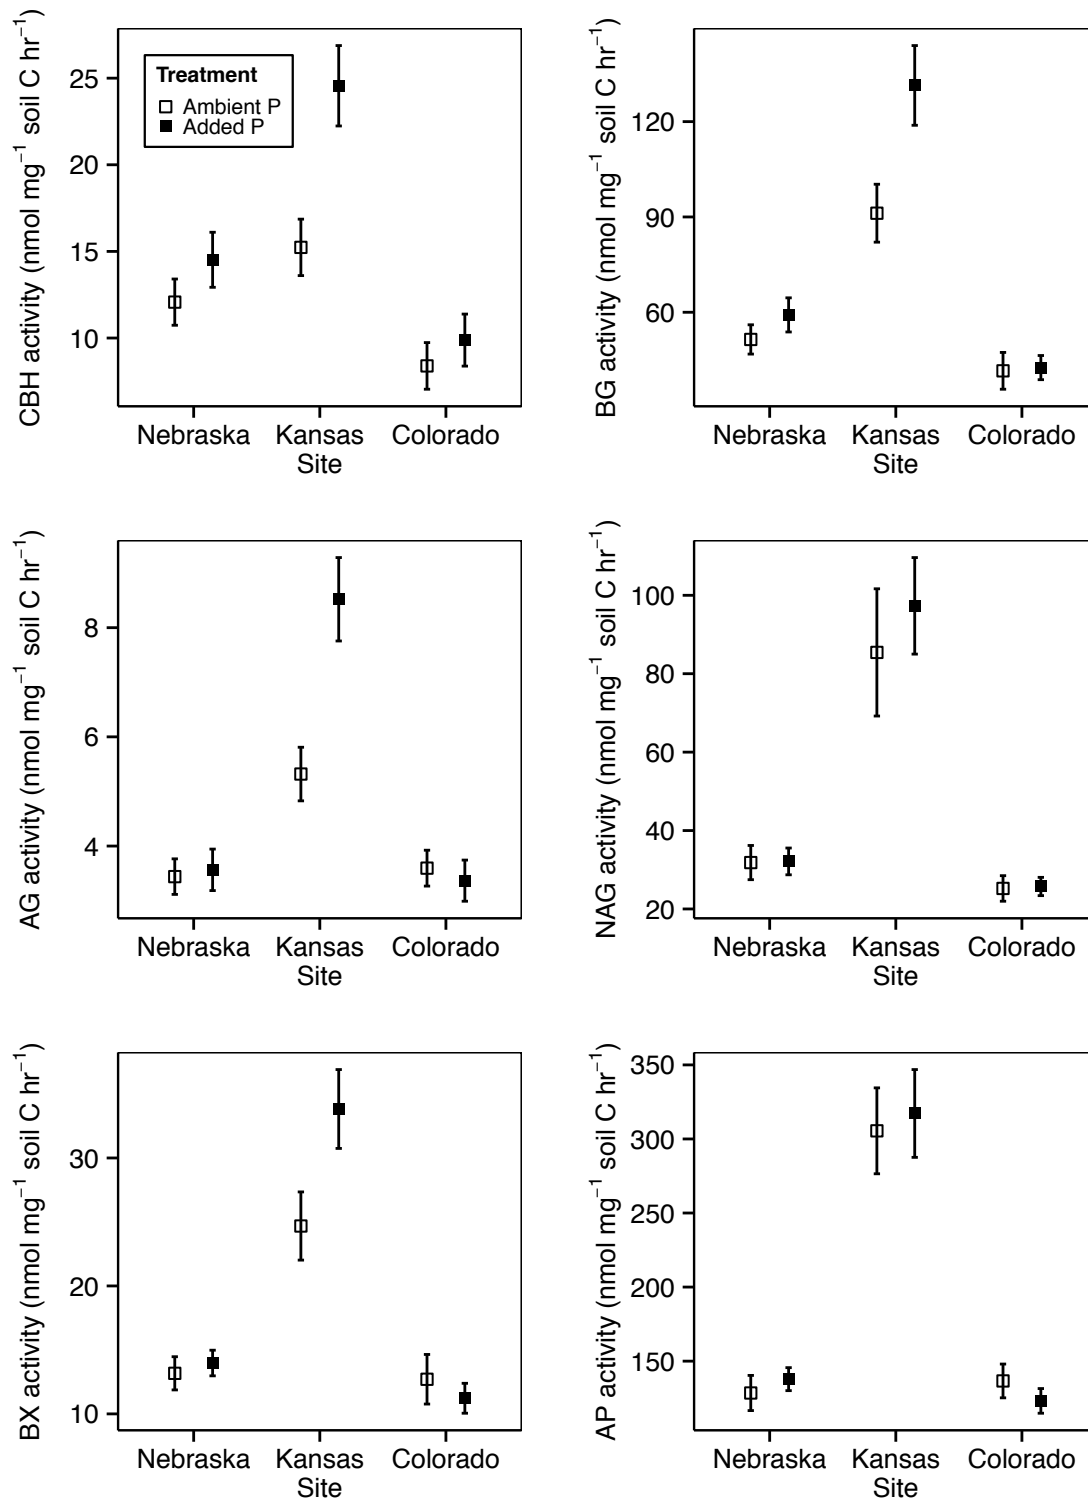 CBH activity (nmol mg⁻¹ soil C hr⁻¹)
25
20
15
10
Treatment
Ambient P
Added P
Nebraska Kansas Colorado
Site
BG activity (nmol mg⁻¹ soil C hr⁻¹)
120
90
60
Nebraska Kansas Colorado
Site
AG activity (nmol mg⁻¹ soil C hr⁻¹)
8
6
4
Nebraska Kansas Colorado
Site
NAG activity (nmol mg⁻¹ soil C hr⁻¹)
100
80
60
40
20
Nebraska Kansas Colorado
Site
BX activity (nmol mg⁻¹ soil C hr⁻¹)
30
20
10
Nebraska Kansas Colorado
Site
AP activity (nmol mg⁻¹ soil C hr⁻¹)
350
300
250
200
150
Nebraska Kansas Colorado
Site